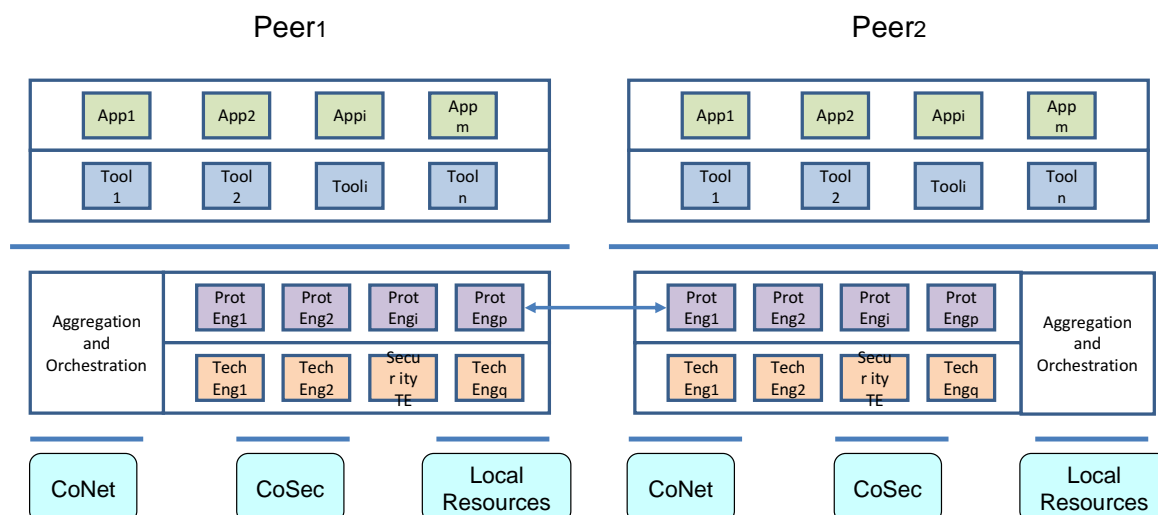 Peer1 Peer2
App1 App2 Appi App App1 App2 Appi App
m m
Tool Tool Tooli Tool Tool Tool Tooli Tool
1 2 n 1 2 n
Prot Prot Prot Prot Prot Prot Prot Prot
Eng1 Eng2 Engi Engp Eng1 Eng2 Engi Engp
Aggregation Aggregation
and and
Orchestration Orchestration
Tech Tech Secu Tech Tech Tech Secu Tech
Eng1 Eng2 r ity Engq Eng1 Eng2 r ity Engq
TE TE
CoNet CoSec Local CoNet CoSec Local
Resources Resources